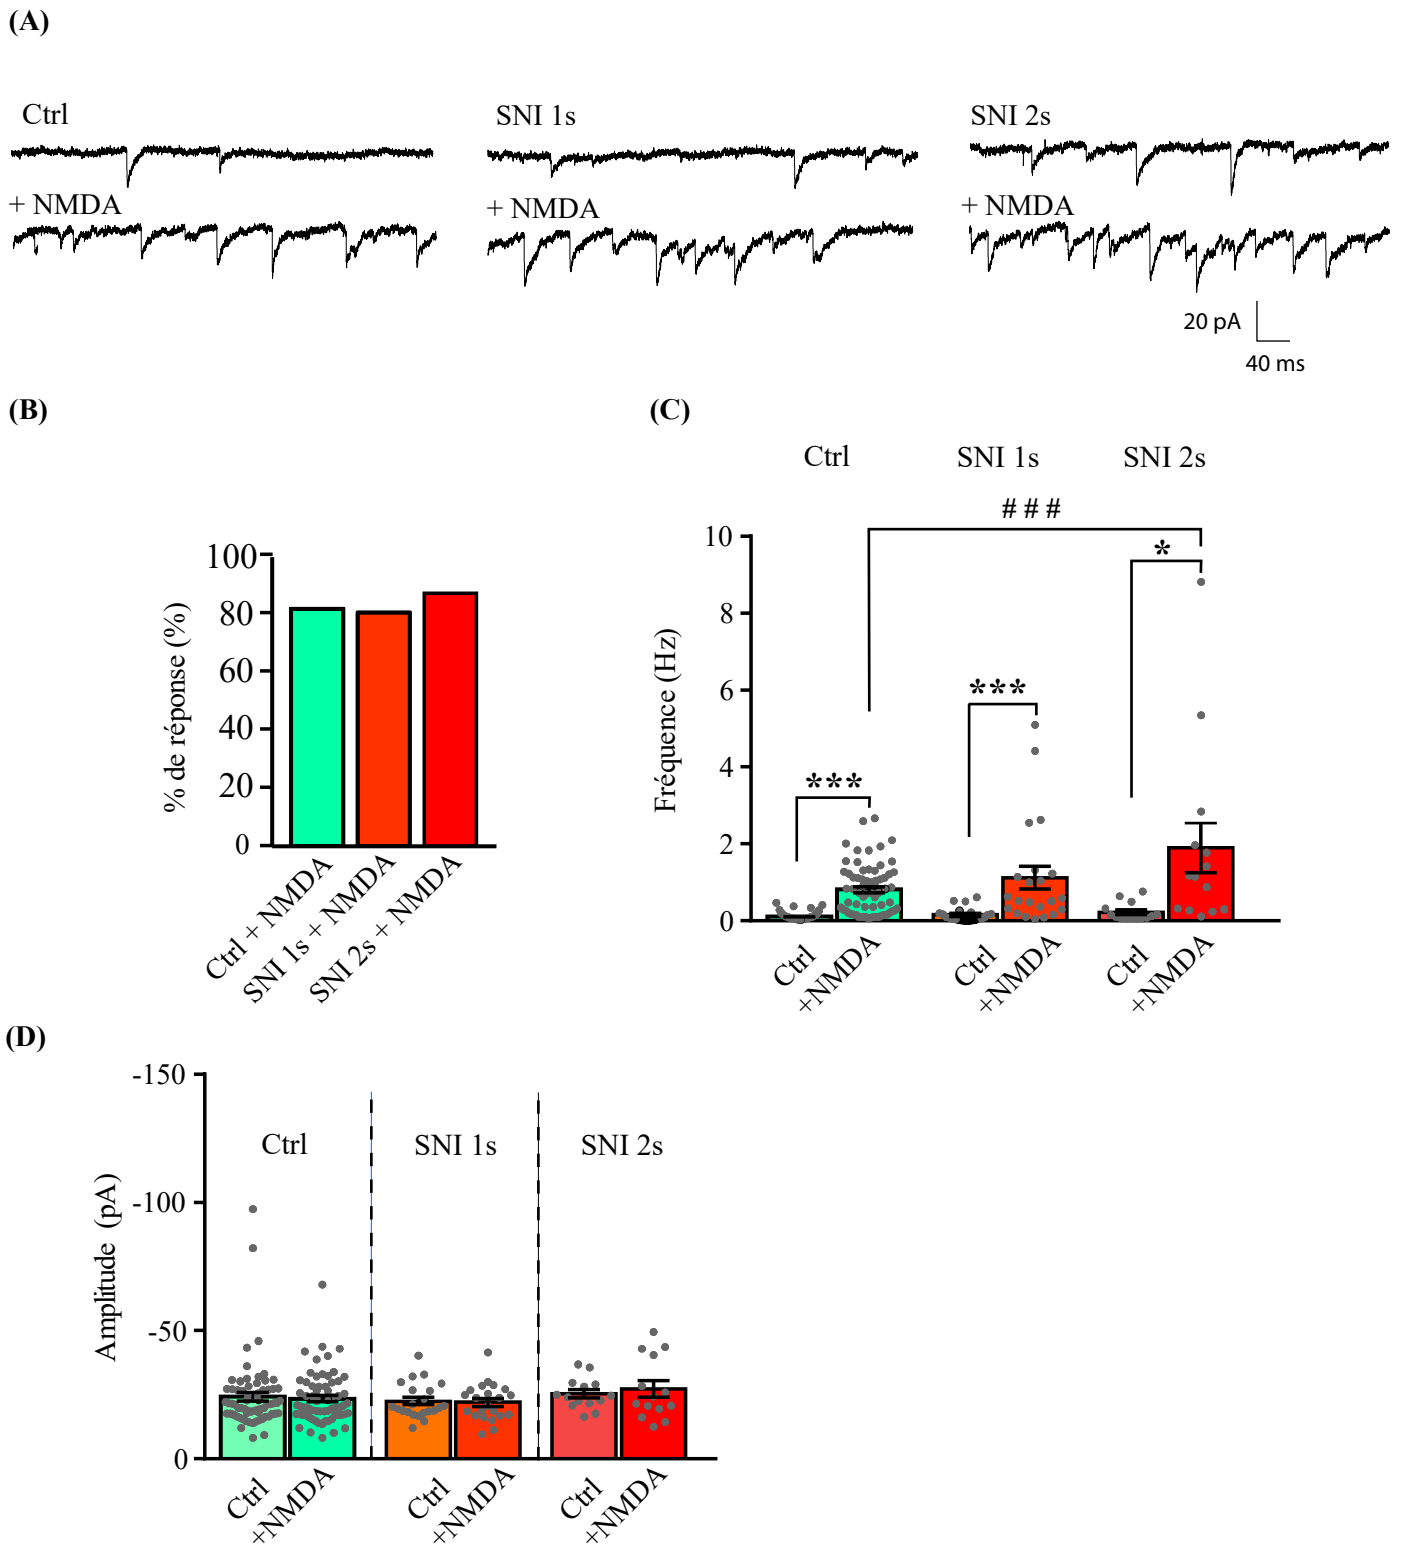 (A)
Ctrl
SNI 1s
SNI 2s
+ NMDA
+ NMDA
+ NMDA
20 pA
40 ms
(B)
% de réponse (%)
100
80
60
40
20
0
Ctrl + NMDA
SNI 1s + NMDA
SNI 2s + NMDA
(C)
Ctrl
SNI 1s
SNI 2s
# # #
*
***
***
Fréquence (Hz)
10
8
6
4
2
0
Ctrl
+NMDA
Ctrl
+NMDA
Ctrl
+NMDA
(D)
Amplitude (pA)
-150
-100
-50
0
Ctrl
SNI 1s
SNI 2s
Ctrl
+NMDA
Ctrl
+NMDA
Ctrl
+NMDA